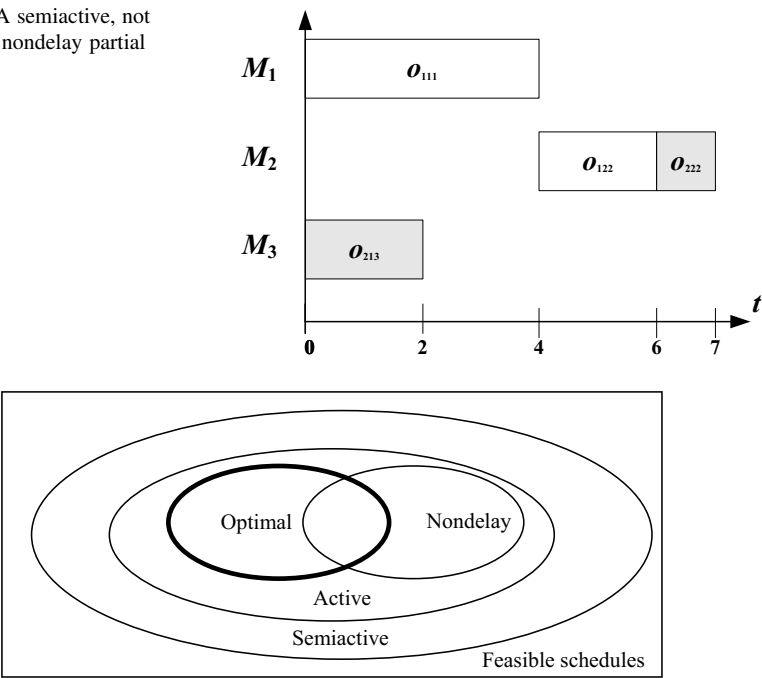 A semiactive, not
nondelay partial
M1
o111
M2
o122
o222
M3
o213
t
0
2
4
6
7
Optimal
Nondelay
Active
Semiactive
Feasible schedules